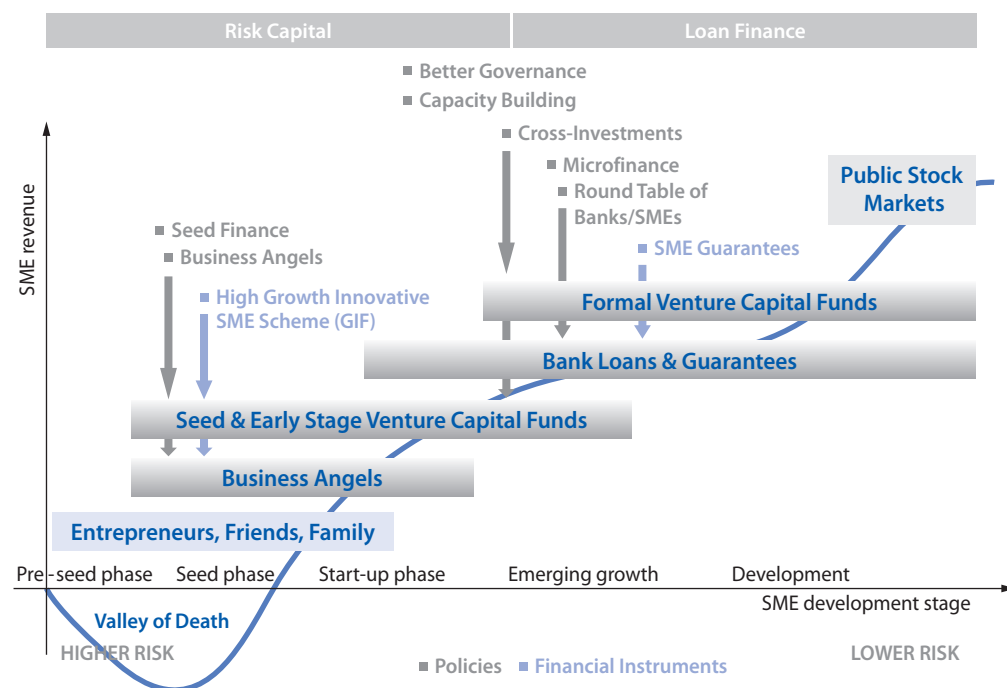 Risk Capital
Loan Finance
Better Governance
Capacity Building
Cross-Investments
Microfinance
Round Table of
Banks/SMEs
Public Stock
Markets
SME revenue
Seed Finance
Business Angels
SME Guarantees
High Growth Innovative
SME Scheme (GIF)
Formal Venture Capital Funds
Bank Loans & Guarantees
Seed & Early Stage Venture Capital Funds
Business Angels
Entrepreneurs, Friends, Family
Pre-seed phase
Seed phase
Start-up phase
Emerging growth
Development
SME development stage
Valley of Death
HIGHER RISK
LOWER RISK
Policies
Financial Instruments